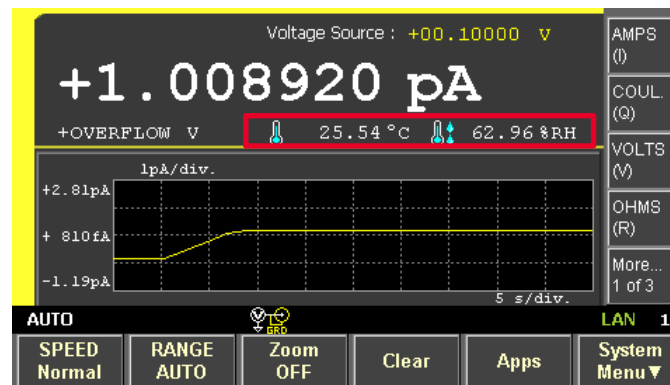 Voltage Source : +00.10000 V
+1.008920 pA
+OVERFLOW V 25.54°C 62.96%RH
1pA/div.
+2.81pA
+ 810fA
-1.19pA
5 s/div.
AMPS
(I)
COUL.
(Q)
VOLTS
(V)
OHMS
(R)
More...
1 of 3
AUTO V I GRD LAN 1
SPEED
Normal
RANGE
AUTO
Zoom
OFF
Clear
Apps
System
Menu▼